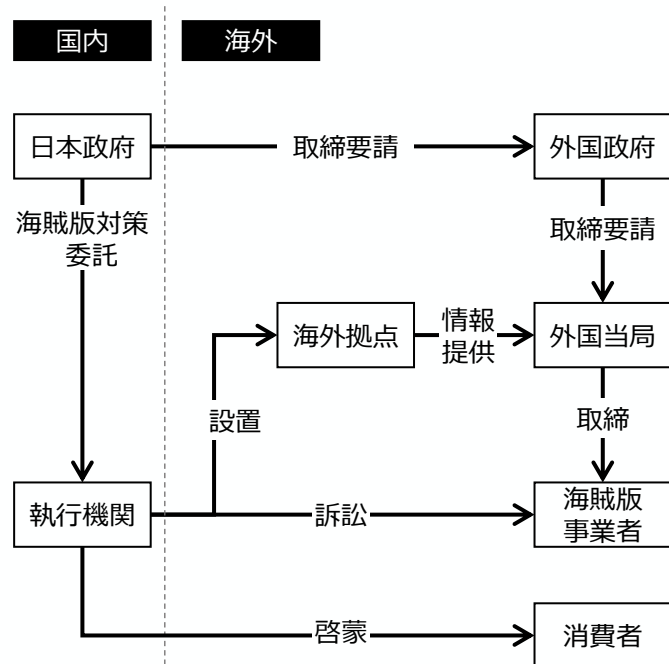 国内
海外
日本政府
取締要請
外国政府
海賊版対策
委託
取締要請
海外拠点
情報
提供
外国当局
設置
取締
執行機関
訴訟
海賊版
事業者
啓蒙
消費者